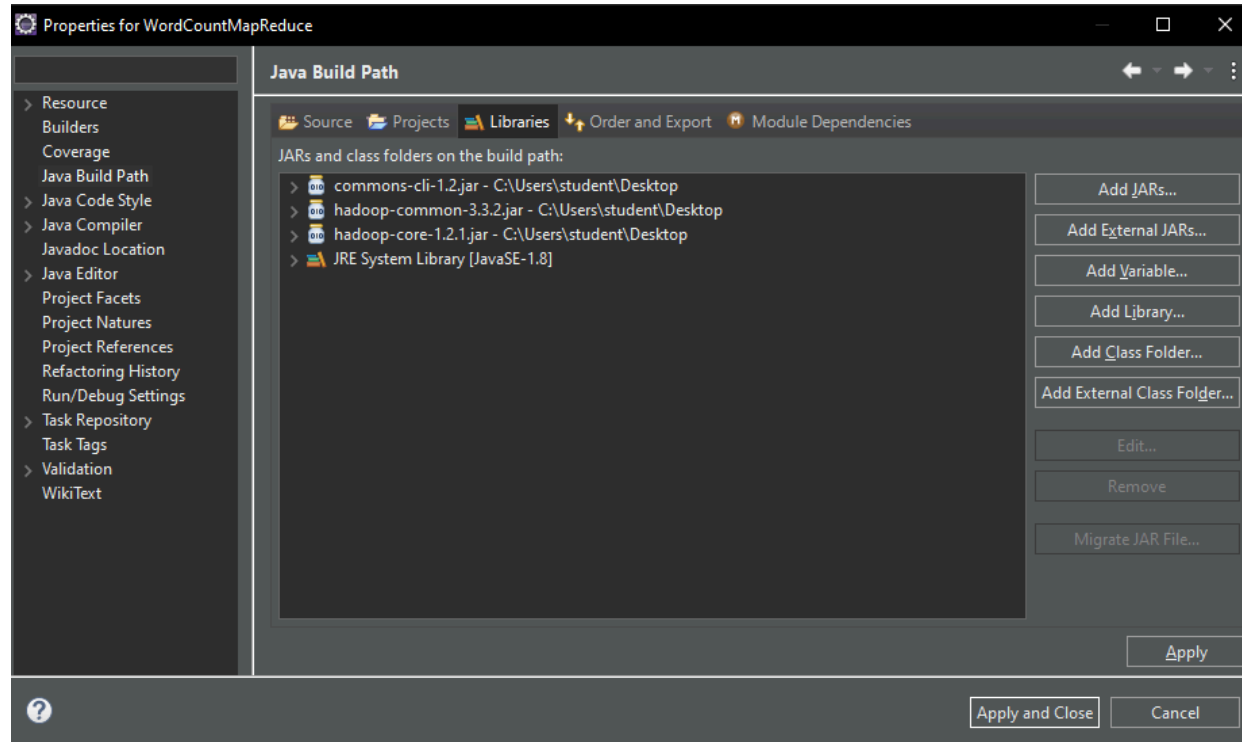 Properties for WordCountMapReduce
Java Build Path
Resource
Builders
Coverage
Java Build Path
Java Code Style
Java Compiler
Javadoc Location
Java Editor
Project Facets
Project Natures
Project References
Refactoring History
Run/Debug Settings
Task Repository
Task Tags
Validation
WikiText
Source Projects Libraries Order and Export Module Dependencies
JARs and class folders on the build path:
commons-cli-1.2.jar - C:\Users\student\Desktop
hadoop-common-3.3.2.jar - C:\Users\student\Desktop
hadoop-core-1.2.1.jar - C:\Users\student\Desktop
JRE System Library [JavaSE-1.8]
Add JARs...
Add External JARs...
Add Variable...
Add Library...
Add Class Folder...
Add External Class Folder...
Edit...
Remove
Migrate JAR File...
Apply
Apply and Close Cancel